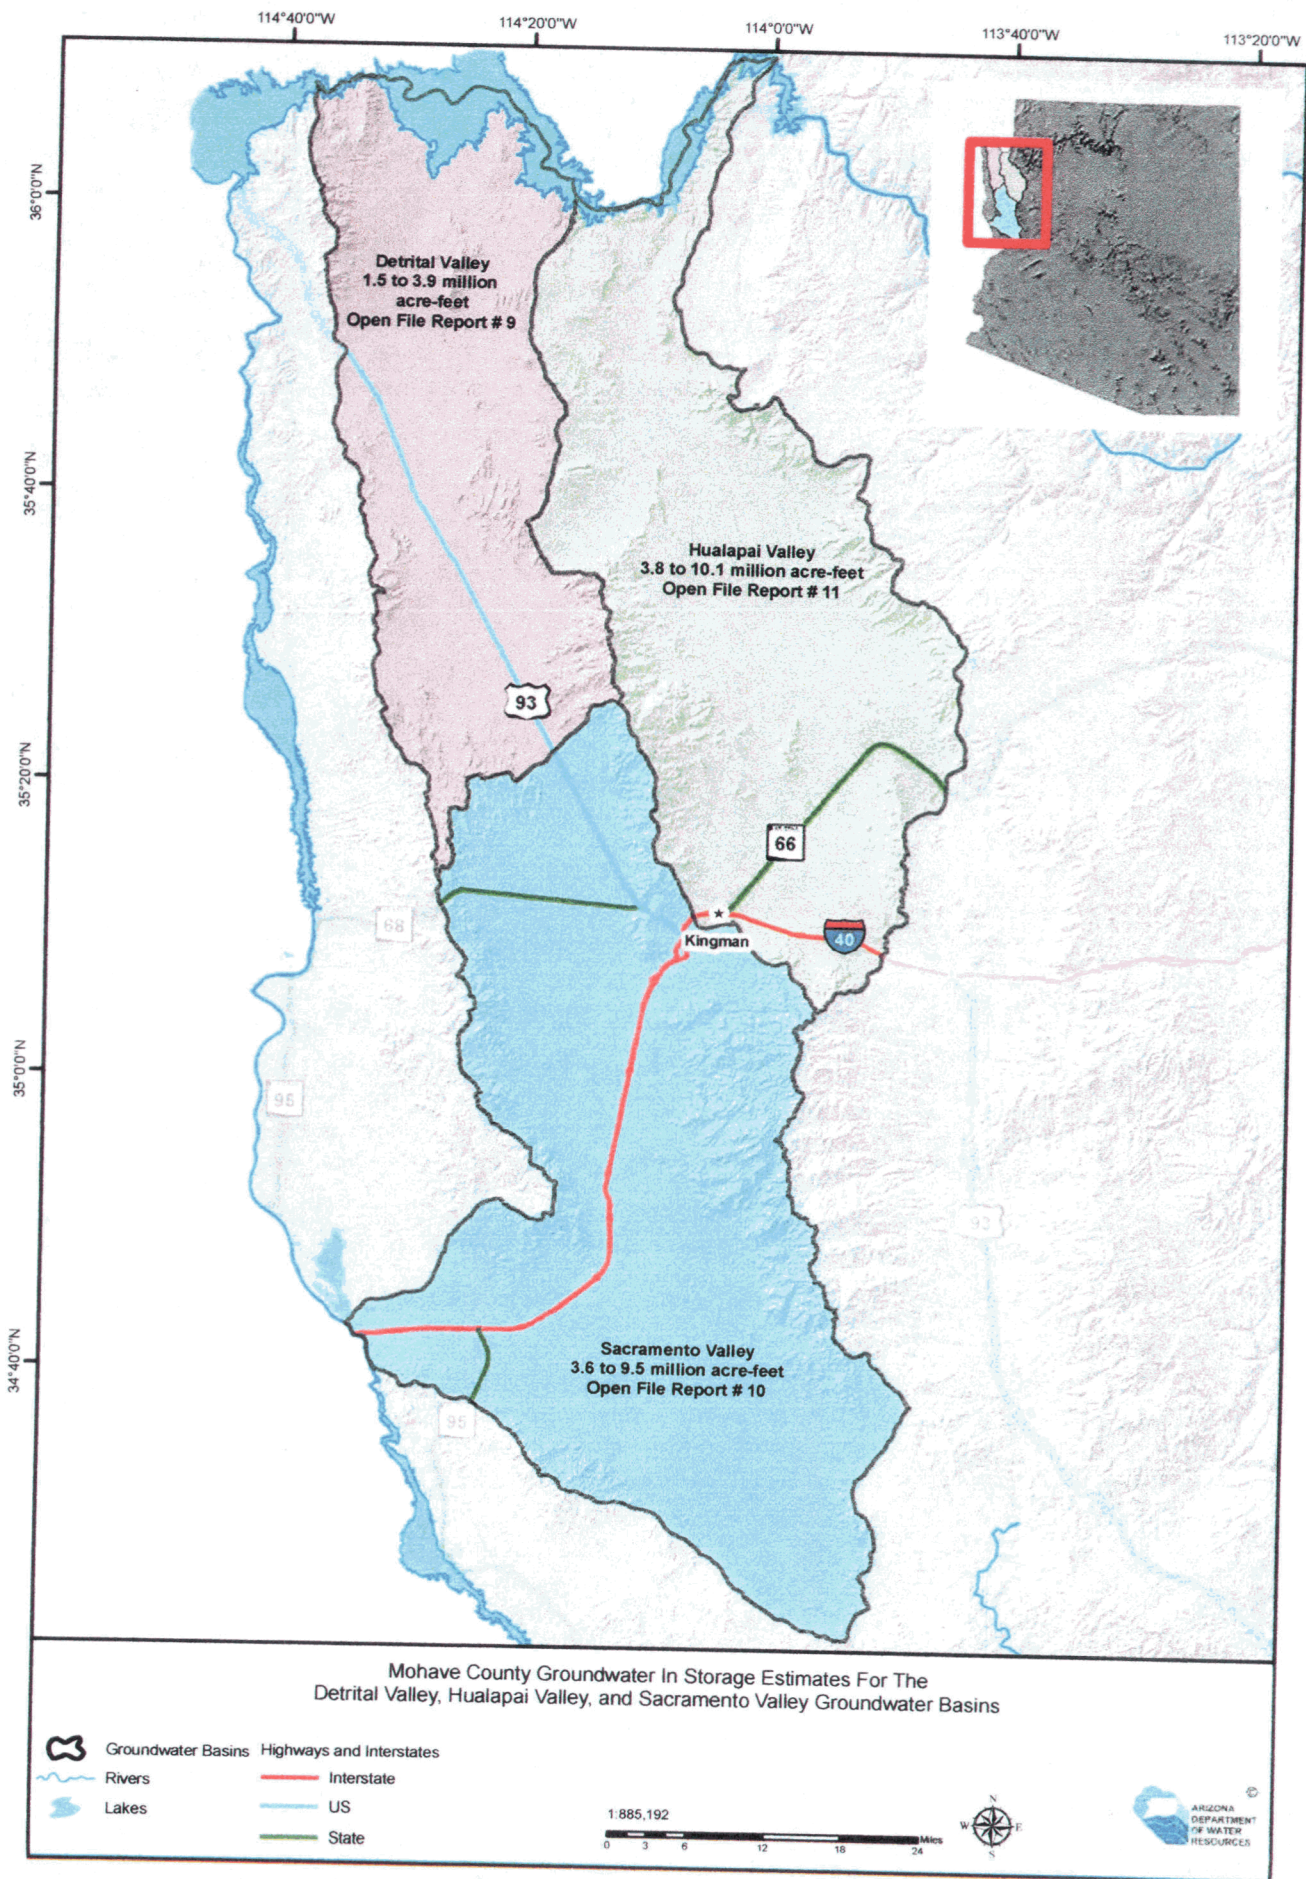 114°40'0"W
114°20'0"W
114°0'0"W
113°40'0"W
113°20'0"W
36°0'0"N
35°40'0"N
35°20'0"N
35°0'0"N
34°40'0"N
Detrital Valley
1.5 to 3.9 million
acre-feet
Open File Report # 9
Hualapai Valley
3.8 to 10.1 million acre-feet
Open File Report # 11
93
66
68
Kingman
40
95
93
Sacramento Valley
3.6 to 9.5 million acre-feet
Open File Report # 10
95
Mohave County Groundwater In Storage Estimates For The
Detrital Valley, Hualapai Valley, and Sacramento Valley Groundwater Basins
Groundwater Basins
Rivers
Lakes
Highways and Interstates
Interstate
US
State
1:885,192
0 3 6 12 18 24 Miles
N
W E
S
©
ARIZONA
DEPARTMENT
OF WATER
RESOURCES